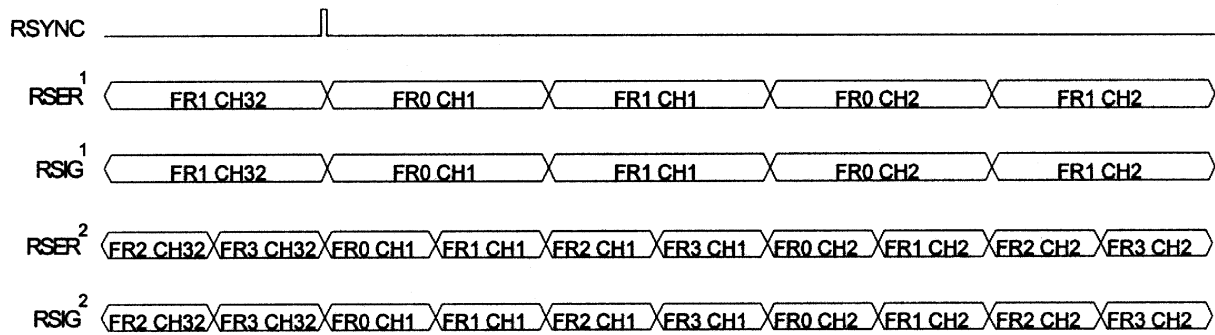 RSYNC
RSER1 FR1 CH32 FR0 CH1 FR1 CH1 FR0 CH2 FR1 CH2
RSIG1 FR1 CH32 FR0 CH1 FR1 CH1 FR0 CH2 FR1 CH2
RSER2 FR2 CH32 FR3 CH32 FR0 CH1 FR1 CH1 FR2 CH1 FR3 CH1 FR0 CH2 FR1 CH2 FR2 CH2 FR3 CH2
RSIG2 FR2 CH32 FR3 CH32 FR0 CH1 FR1 CH1 FR2 CH1 FR3 CH1 FR0 CH2 FR1 CH2 FR2 CH2 FR3 CH2